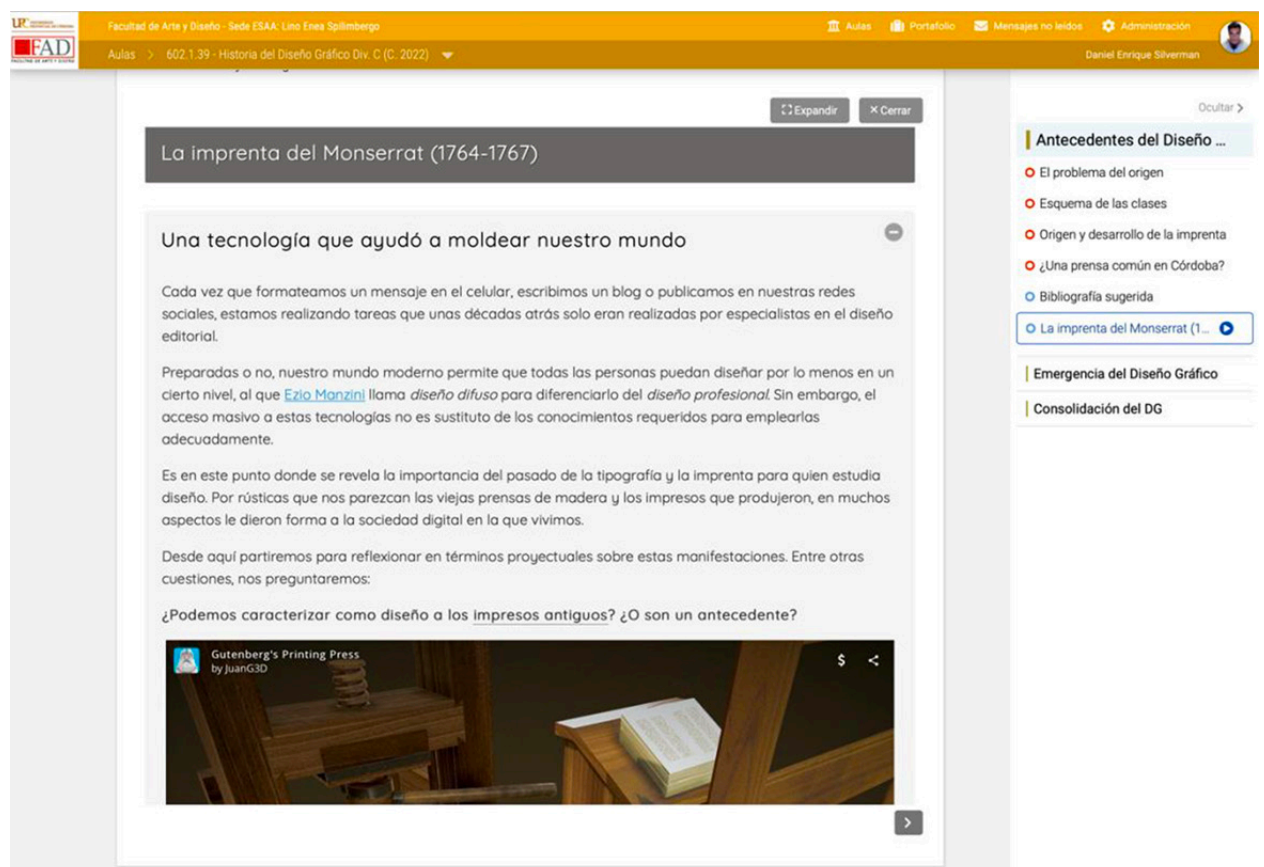 UPC
FAD
Facultad de Arte y Diseño - Sede ESAA: Lino Enea Spilimbergo
Aulas
Portafolio
Mensajes no leídos
Administración
Aulas > 602.1.39 - Historia del Diseño Gráfico Div. C (C. 2022)
Daniel Enrique Silverman
Expandir
× Cerrar
La imprenta del Monserrat (1764-1767)
Una tecnología que ayudó a moldear nuestro mundo
Cada vez que formateamos un mensaje en el celular, escribimos un blog o publicamos en nuestras redes
sociales, estamos realizando tareas que unas décadas atrás solo eran realizadas por especialistas en el diseño
editorial.
Preparadas o no, nuestro mundo moderno permite que todas las personas puedan diseñar por lo menos en un
cierto nivel, al que Ezio Manzini llama diseño difuso para diferenciarlo del diseño profesional. Sin embargo, el
acceso masivo a estas tecnologías no es sustituto de los conocimientos requeridos para emplearlas
adecuadamente.
Es en este punto donde se revela la importancia del pasado de la tipografía y la imprenta para quien estudia
diseño. Por rústicas que nos parezcan las viejas prensas de madera y los impresos que produjeron, en muchos
aspectos le dieron forma a la sociedad digital en la que vivimos.
Desde aquí partiremos para reflexionar en términos proyectuales sobre estas manifestaciones. Entre otras
cuestiones, nos preguntaremos:
¿Podemos caracterizar como diseño a los impresos antiguos? ¿O son un antecedente?
Gutenberg's Printing Press
by JuanG3D
$
Ocultar >
Antecedentes del Diseño ...
El problema del origen
Esquema de las clases
Origen y desarrollo de la imprenta
¿Una prensa común en Córdoba?
Bibliografía sugerida
La imprenta del Monserrat (1...
Emergencia del Diseño Gráfico
Consolidación del DG